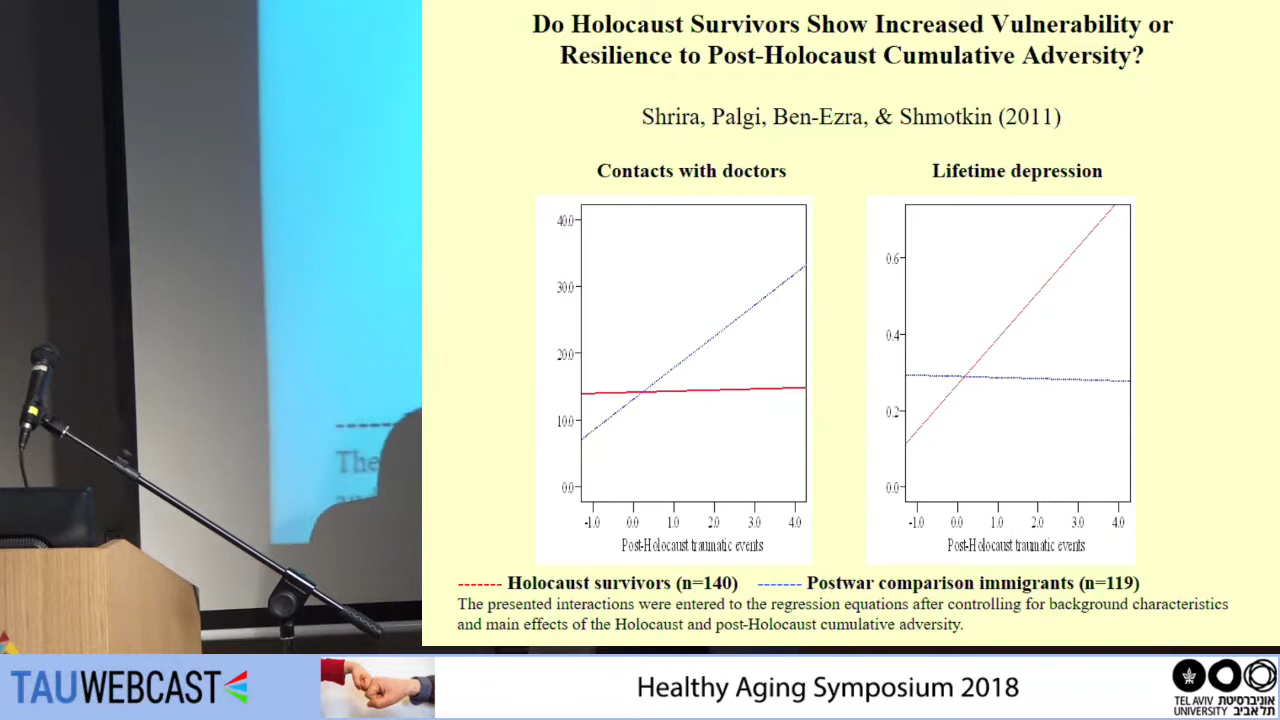 Do Holocaust Survivors Show Increased Vulnerability or
Resilience to Post-Holocaust Cumulative Adversity?
Shrira, Palgi, Ben-Ezra, & Shmotkin (2011)
Contacts with doctors
40.0
30.0
20.0
10.0
0.0
-1.0 0.0 1.0 2.0 3.0 4.0
Post-Holocaust traumatic events
Lifetime depression
0.6
0.4
0.2
0.0
-1.0 0.0 1.0 2.0 3.0 4.0
Post-Holocaust traumatic events
------- Holocaust survivors (n=140) ------- Postwar comparison immigrants (n=119)
The presented interactions were entered to the regression equations after controlling for background characteristics
and main effects of the Holocaust and post-Holocaust cumulative adversity.
The
TAUWEBCAST
Healthy Aging Symposium 2018
TEL AVIV אוניברסיטת
UNIVERSITY תל אביב